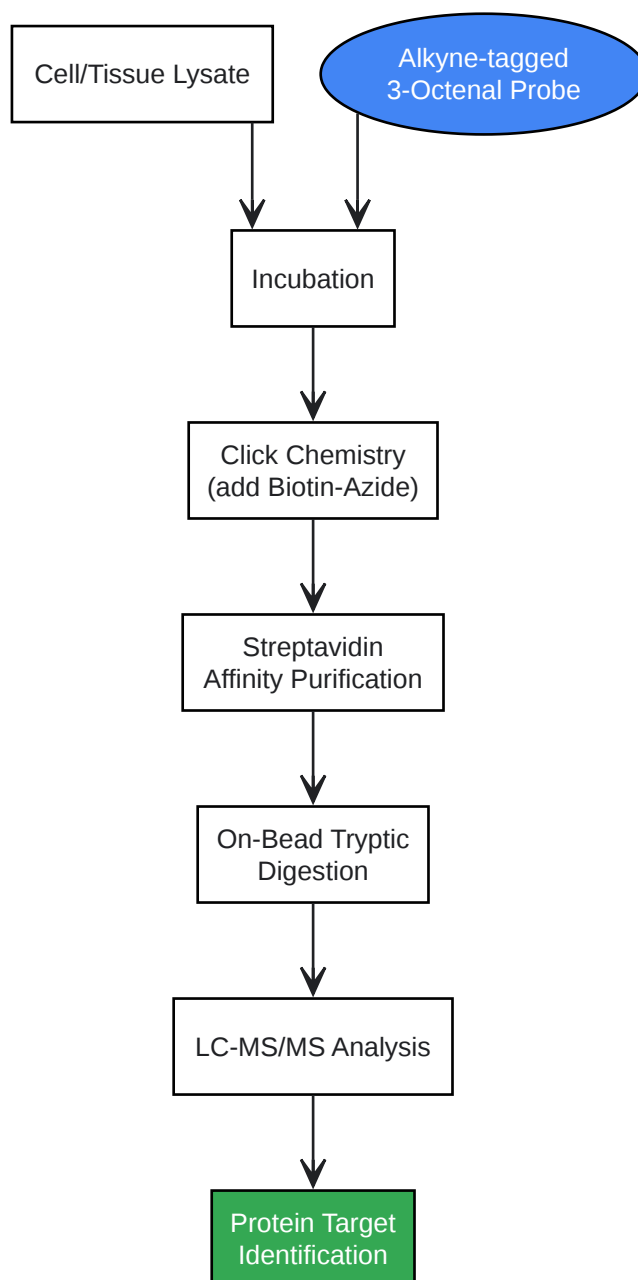 Cell/Tissue Lysate
Alkyne-tagged
3-Octenal Probe
Incubation
Click Chemistry
(add Biotin-Azide)
Streptavidin
Affinity Purification
On-Bead Tryptic
Digestion
LC-MS/MS Analysis
Protein Target
Identification